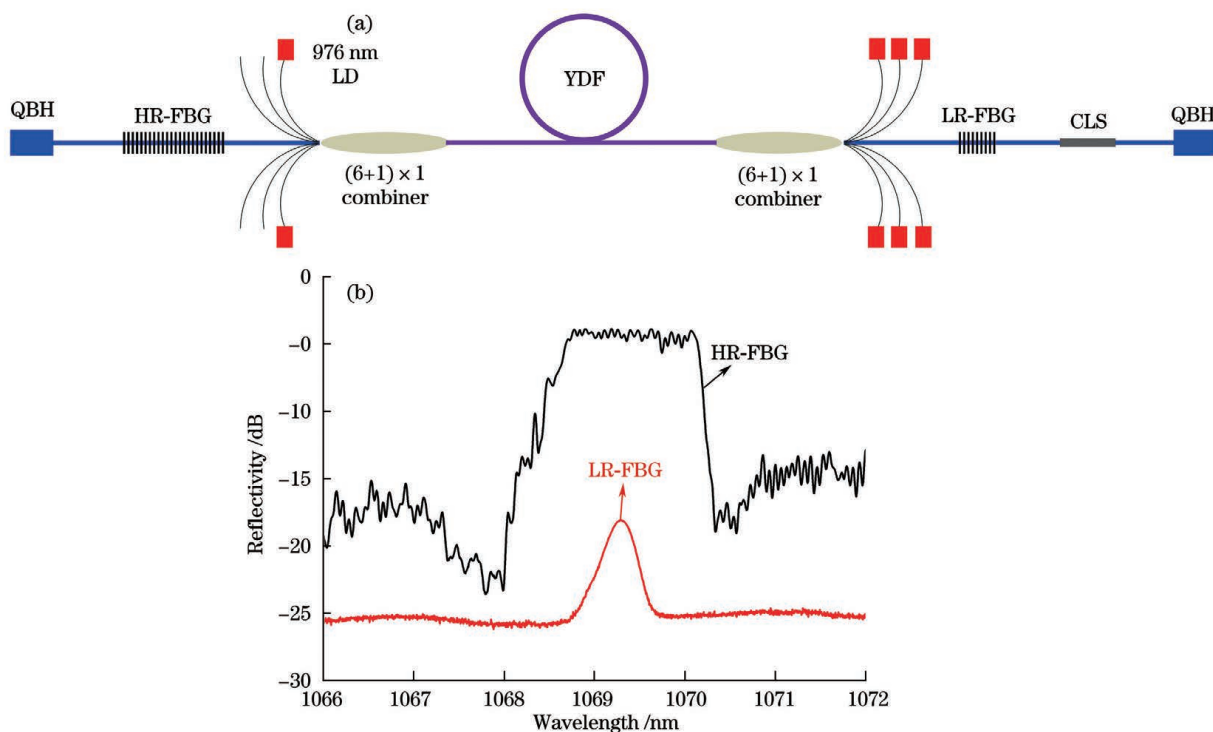 (a)
976 nm
LD
YDF
QBH
HR-FBG
LR-FBG
CLS
QBH
(6+1) × 1
combiner
(6+1) × 1
combiner
(b)
0
−0
−10
−15
−20
−25
−30
Reflectivity /dB
HR-FBG
LR-FBG
1066
1067
1068
1069
1070
1071
1072
Wavelength /nm